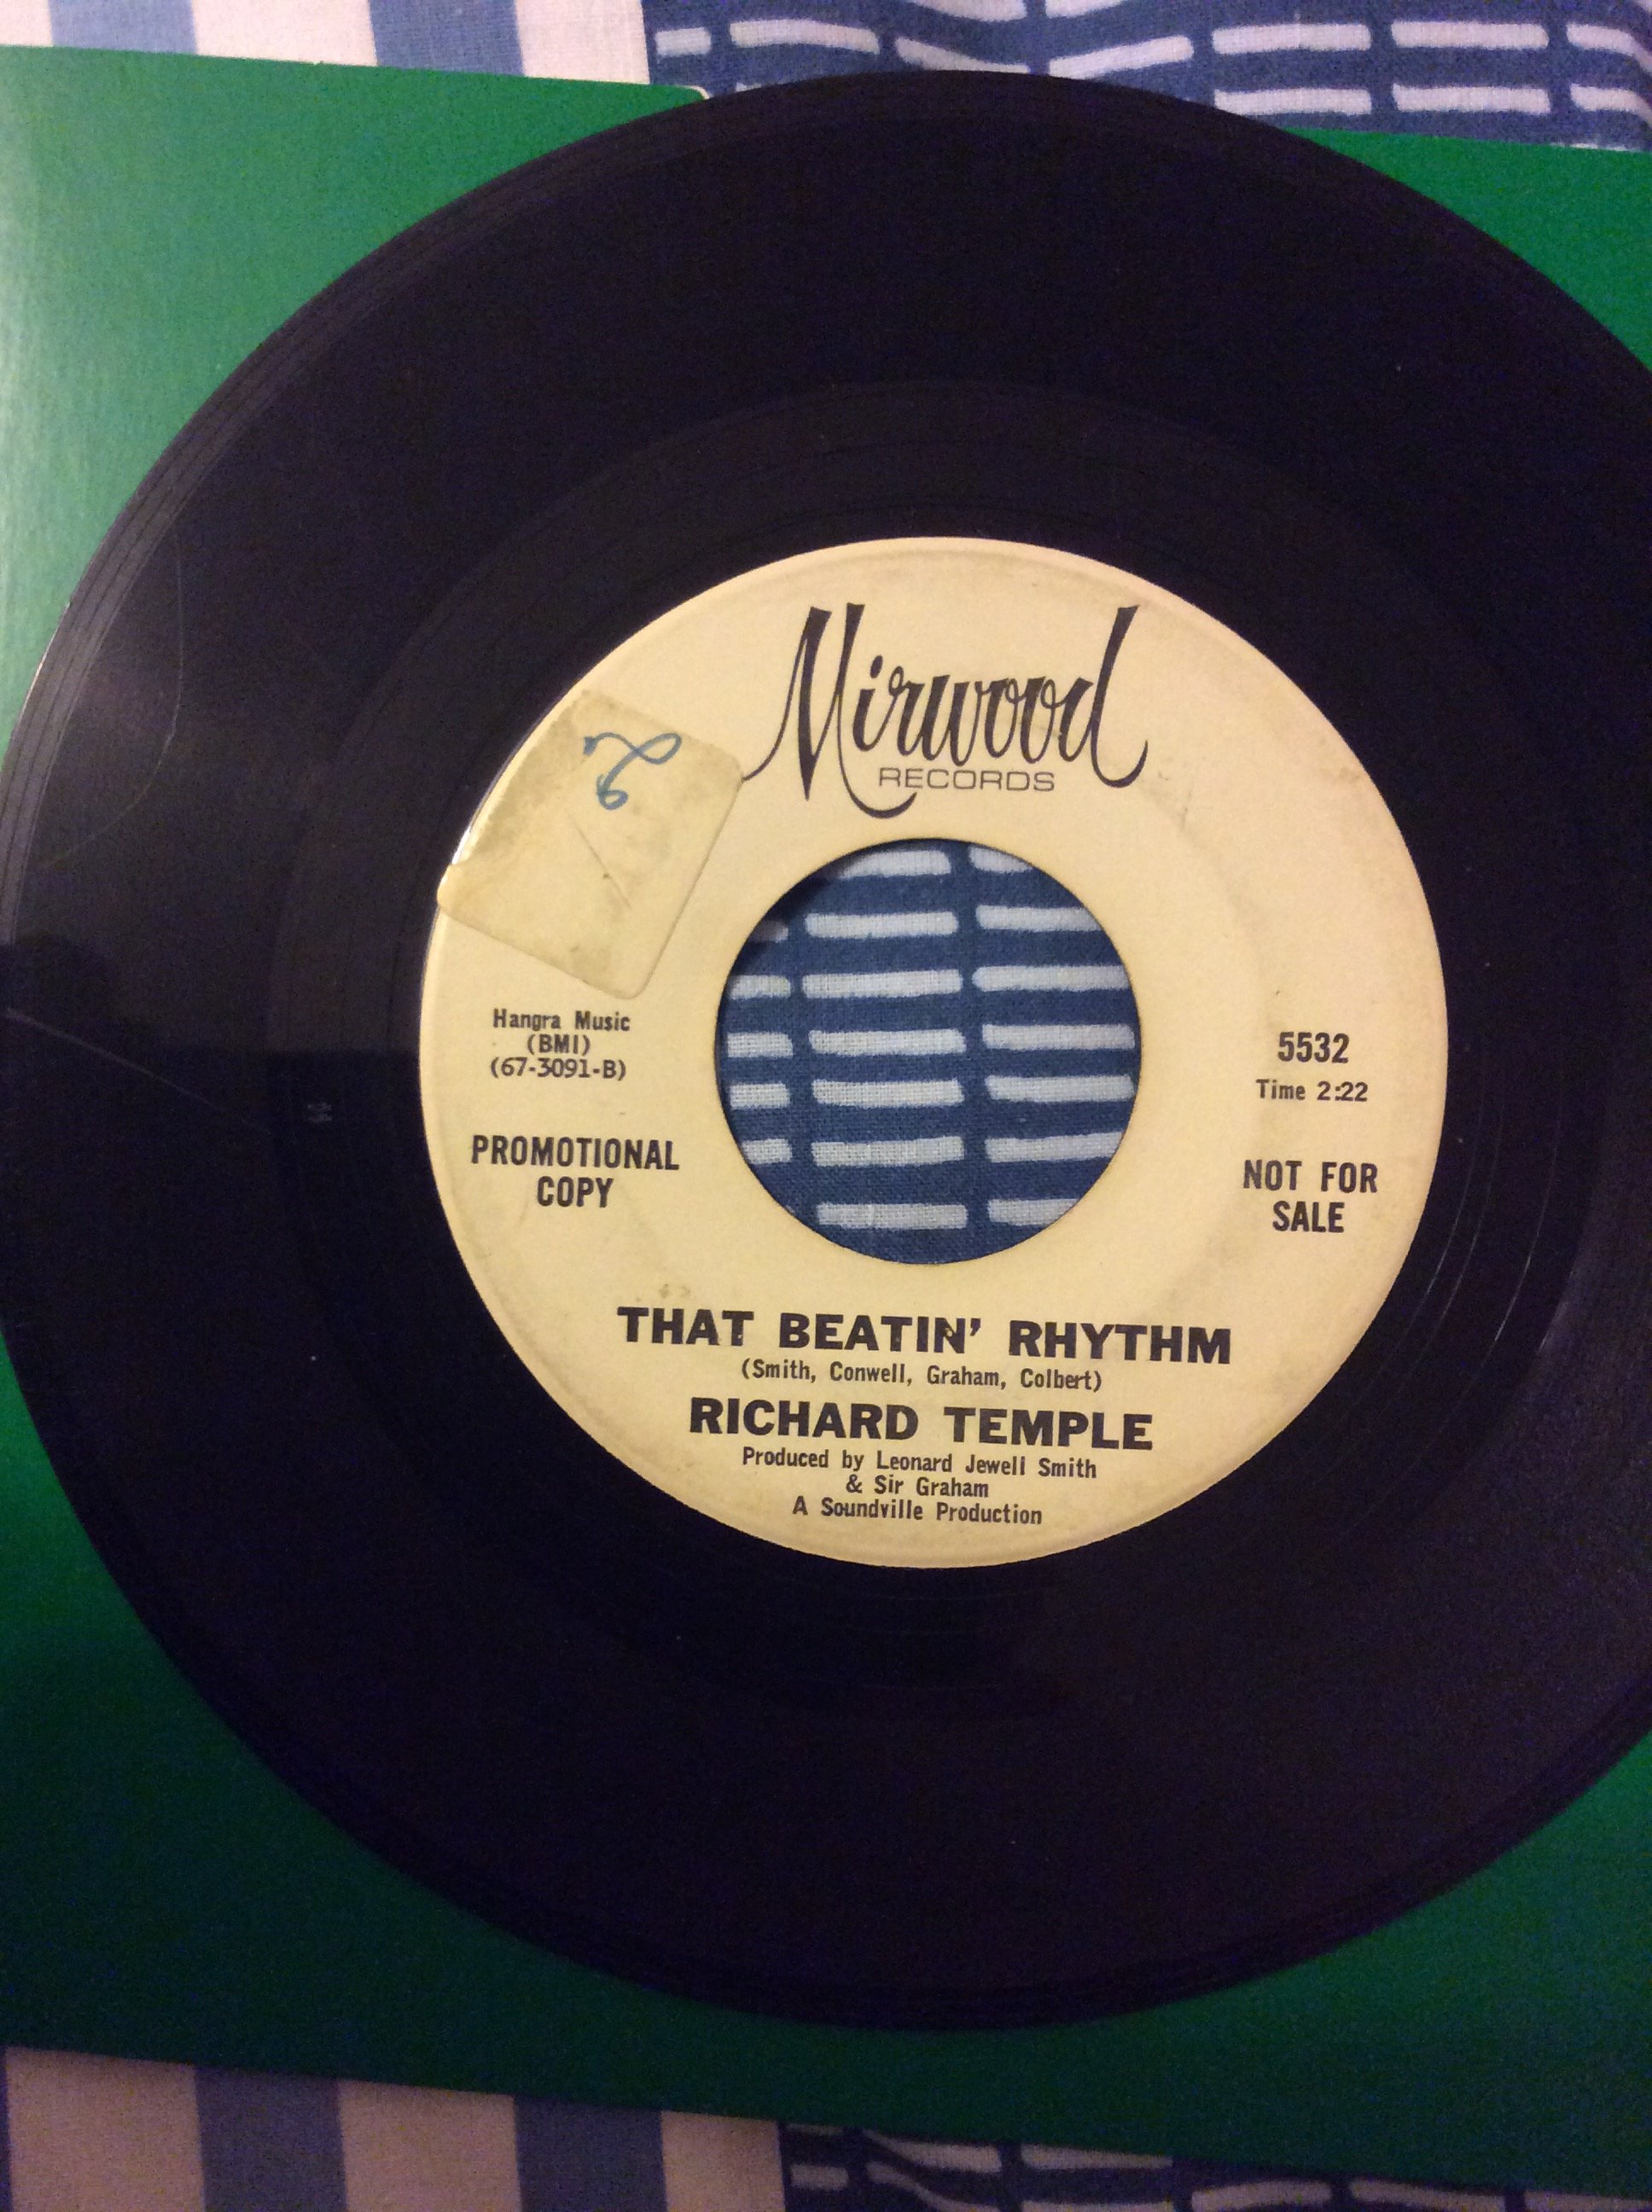 Mirwood
RECORDS
Hangra Music
(BMI)
(67-3091-B)
PROMOTIONAL
COPY
5532
Time 2:22
NOT FOR
SALE
THAT BEATIN' RHYTHM
(Smith, Conwell, Graham, Colbert)
RICHARD TEMPLE
Produced by Leonard Jewell Smith
& Sir Graham
A Soundville Production